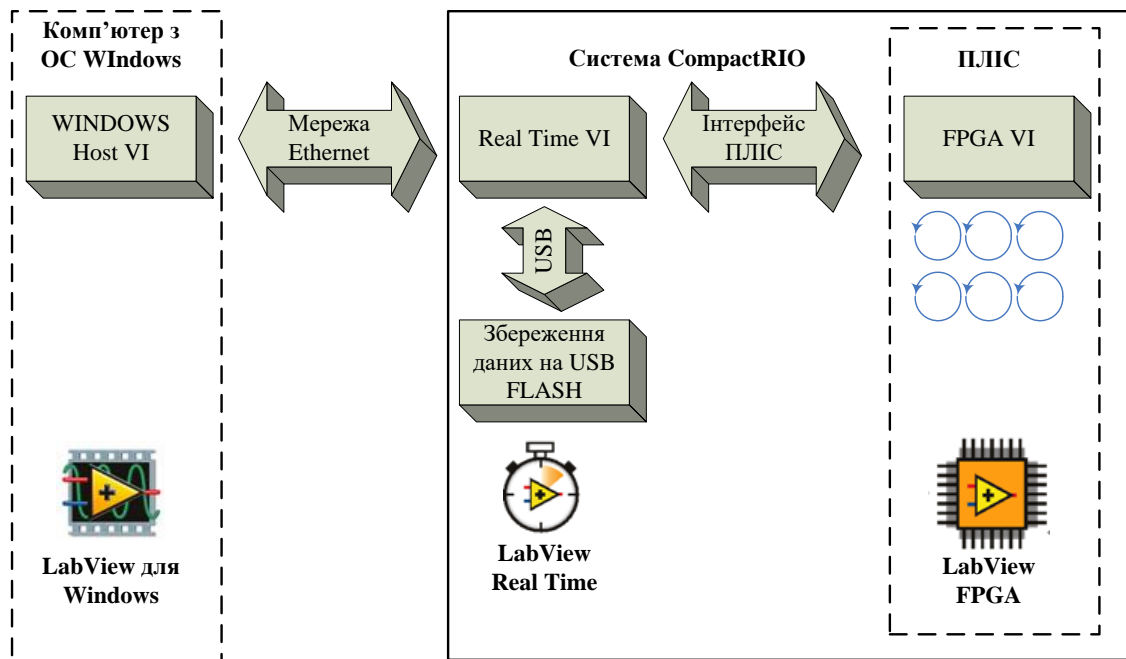 Комп’ютер з
ОС WIndows
WINDOWS
Host VI
Мережа
Ethernet
Система CompactRIO
Real Time VI
Інтерфейс
ПЛІС
ПЛІС
FPGA VI
USB
Збереження
даних на USB
FLASH
LabView для
Windows
LabView
Real Time
LabView
FPGA